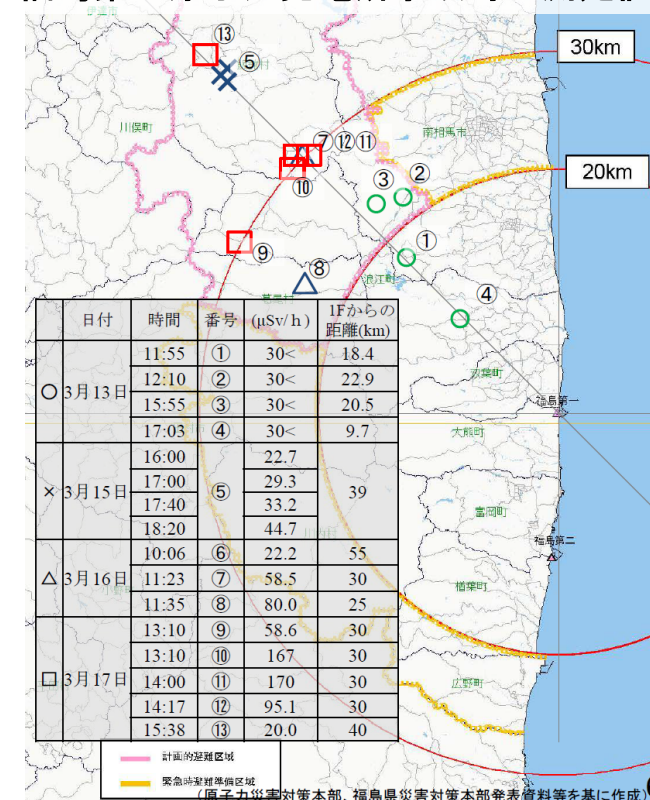 ⑬
⑤
30km
川俣町
南相馬市
⑦⑫⑪
20km
⑩
③
②
①
⑨
⑧
浪江町
葛尾村
④
日付 時間 番号 (μSv/h) 1Fからの距離(km)
○ 3月13日
11:55 ① 30< 18.4
12:10 ② 30< 22.9
15:55 ③ 30< 20.5
17:03 ④ 30< 9.7
× 3月15日 ⑤ 39
16:00 22.7
17:00 29.3
17:40 33.2
18:20 44.7
△ 3月16日
10:06 ⑥ 22.2 55
11:23 ⑦ 58.5 30
11:35 ⑧ 80.0 25
□ 3月17日
13:10 ⑨ 58.6 30
13:10 ⑩ 167 30
14:00 ⑪ 170 30
14:17 ⑫ 95.1 30
15:38 ⑬ 20.0 40
双葉町
福島第一
大熊町
富岡町
福島第二
楢葉町
広野町
計画的避難区域
緊急時避難準備区域
(原子力災害対策本部、福島県災害対策本部発表資料等を基に作成)